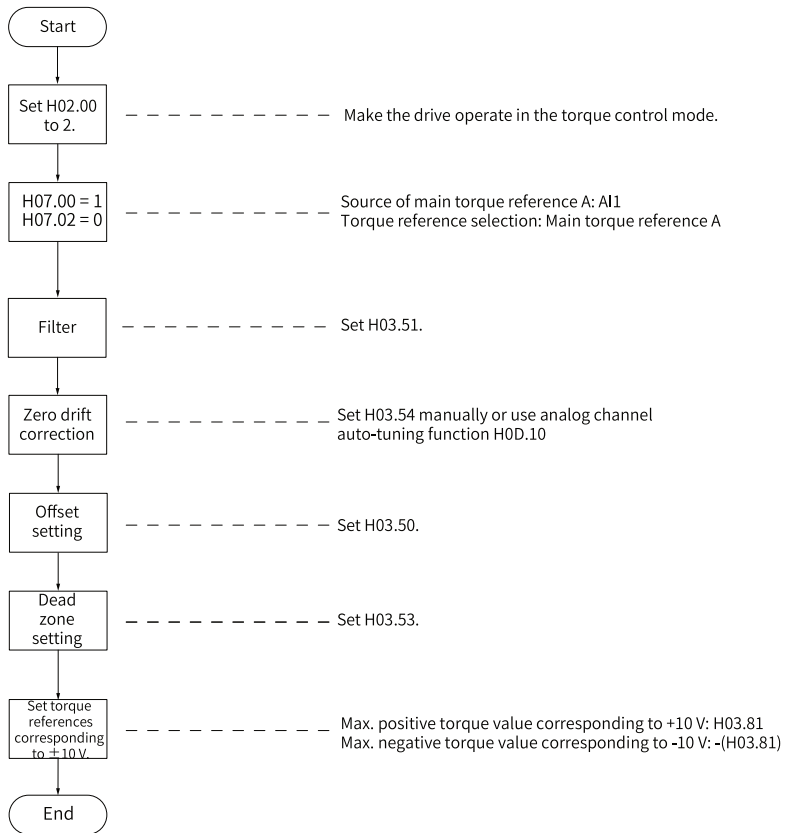 Start
Set H02.00
to 2.
Make the drive operate in the torque control mode.
H07.00 = 1
H07.02 = 0
Source of main torque reference A: AI1
Torque reference selection: Main torque reference A
Filter
Set H03.51.
Zero drift
correction
Set H03.54 manually or use analog channel
auto-tuning function H0D.10
Offset
setting
Set H03.50.
Dead
zone
setting
Set H03.53.
Set torque
references
corresponding
to ±10 V.
Max. positive torque value corresponding to +10 V: H03.81
Max. negative torque value corresponding to -10 V: -(H03.81)
End